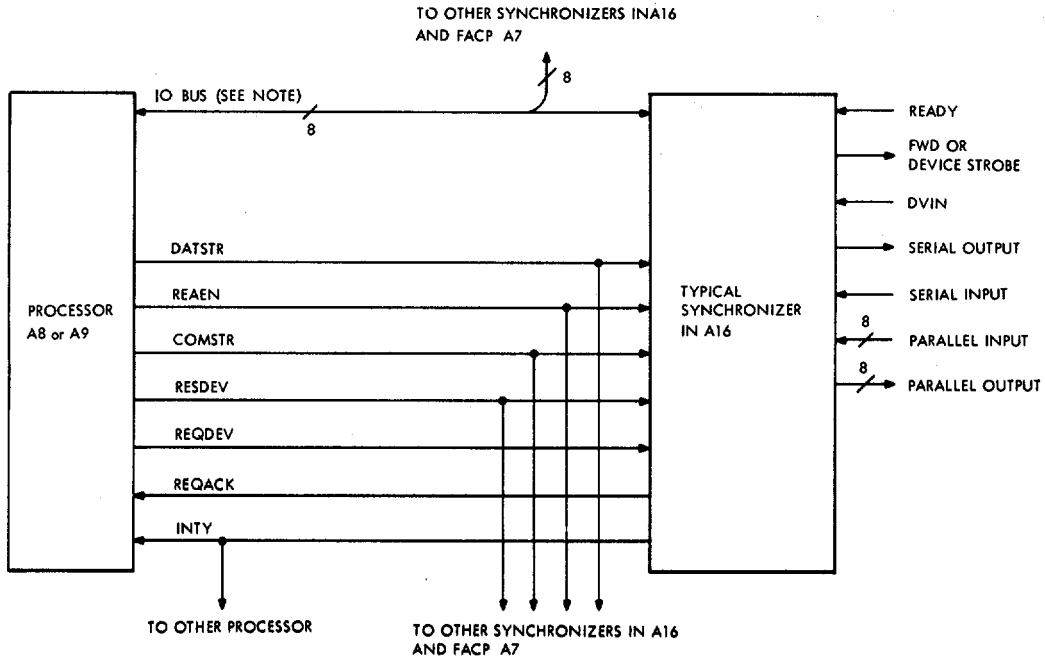 TO OTHER SYNCHRONIZERS INA16
AND FACP A7
8
IO BUS (SEE NOTE)
8
READY
FWD OR
DEVICE STROBE
DVIN
DATSTR
SERIAL OUTPUT
PROCESSOR
A8 or A9
REAEN
TYPICAL
SYNCHRONIZER
IN A16
SERIAL INPUT
8
PARALLEL INPUT
COMSTR
8
PARALLEL OUTPUT
RESDEV
REQDEV
REQACK
INTY
TO OTHER PROCESSOR
TO OTHER SYNCHRONIZERS IN A16
AND FACP A7